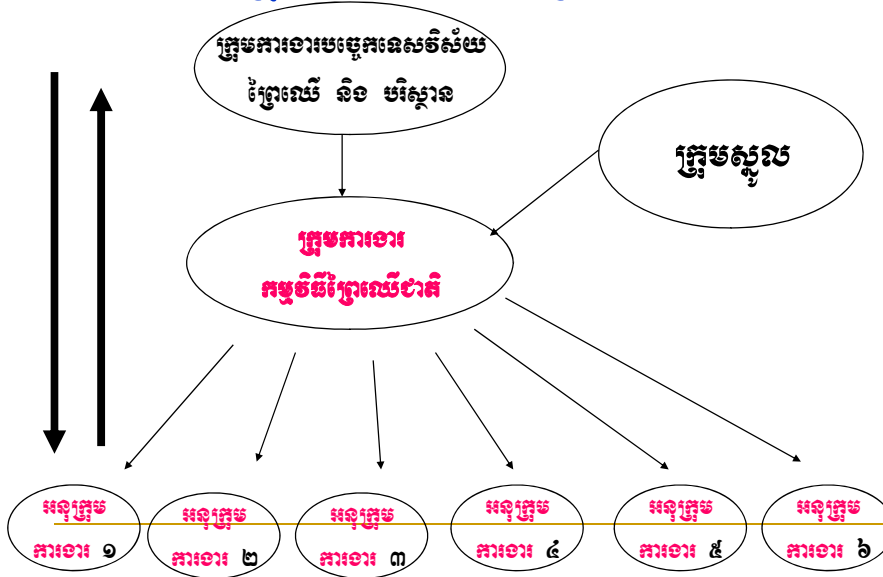 ក្រុមការងារបច្ចេកទេសវិស័យ
ព្រៃឈើ និង បរិស្ថាន
ក្រុមស្នូល
ក្រុមការងារ
កម្មវិធីព្រៃឈើជាតិ
អនុក្រុម
ការងារ ១
អនុក្រុម
ការងារ ២
អនុក្រុម
ការងារ ៣
អនុក្រុម
ការងារ ៤
អនុក្រុម
ការងារ ៥
អនុក្រុម
ការងារ ៦